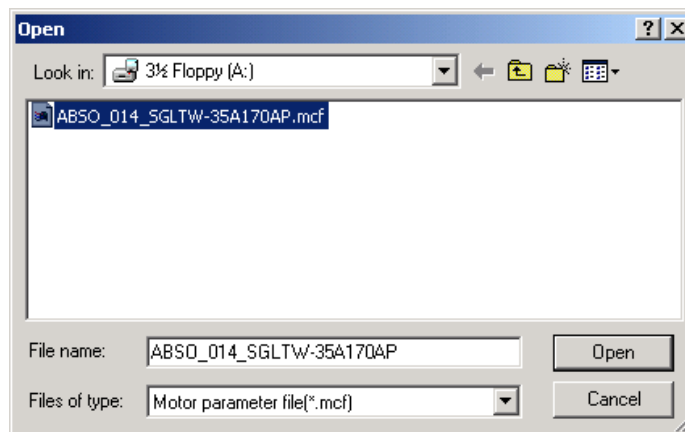 Open
Look in: 3½ Floppy (A:)
ABSO_014_SGLTW-35A170AP.mcf
File name: ABSO_014_SGLTW-35A170AP Open
Files of type: Motor parameter file(*.mcf) Cancel